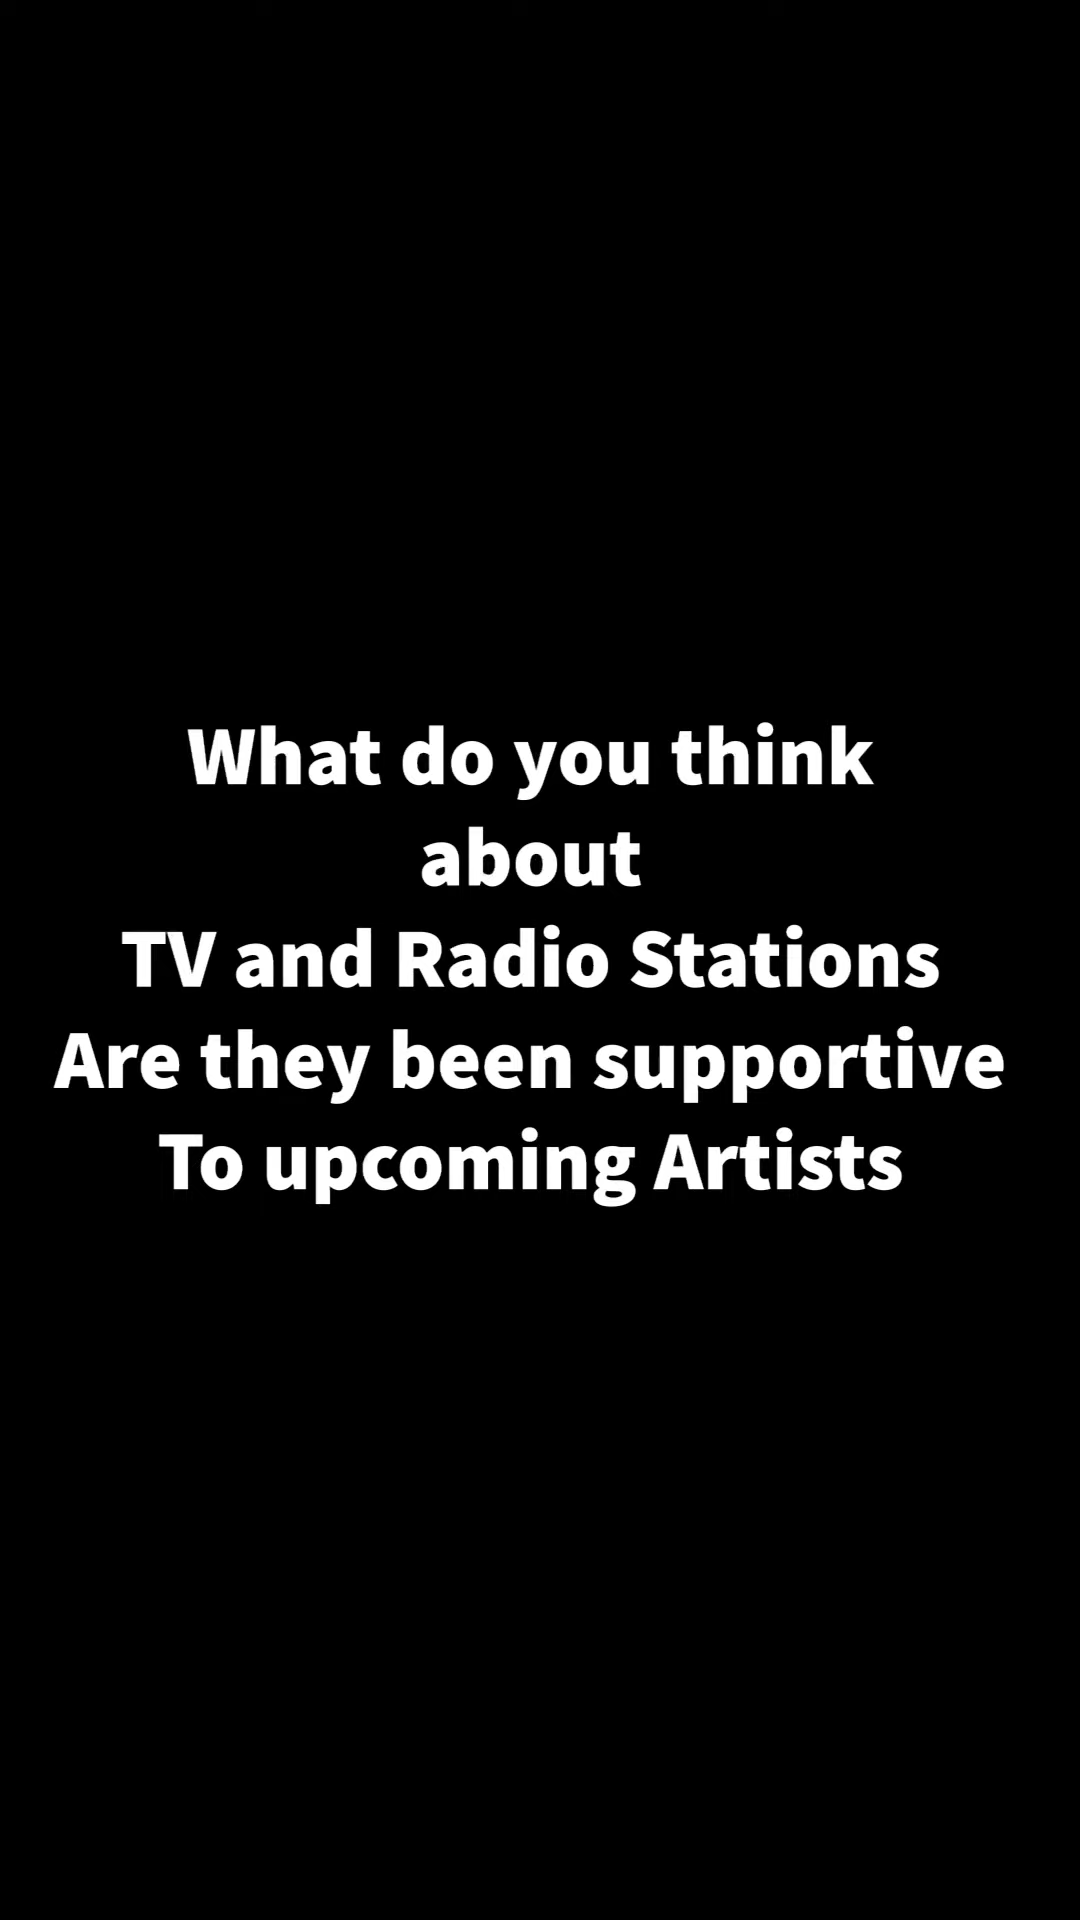 What do you think
about
TV and Radio Stations
Are they been supportive
To upcoming Artists